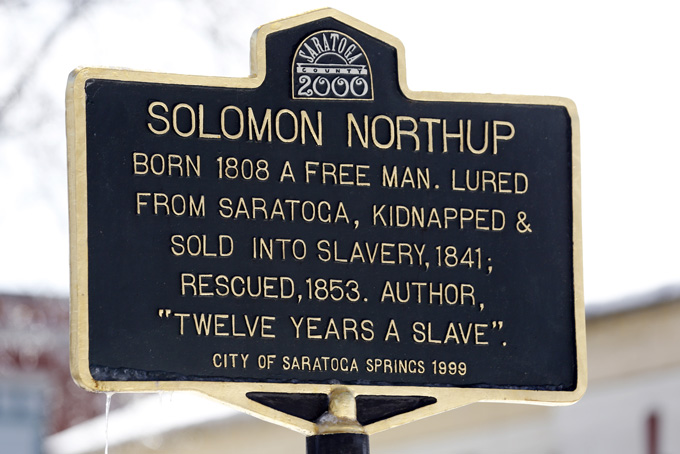 SARATOGA
COUNTY
2000
SOLOMON NORTHUP
BORN 1808 A FREE MAN. LURED
FROM SARATOGA, KIDNAPPED &
SOLD INTO SLAVERY, 1841;
RESCUED, 1853. AUTHOR,
"TWELVE YEARS A SLAVE".
CITY OF SARATOGA SPRINGS 1999